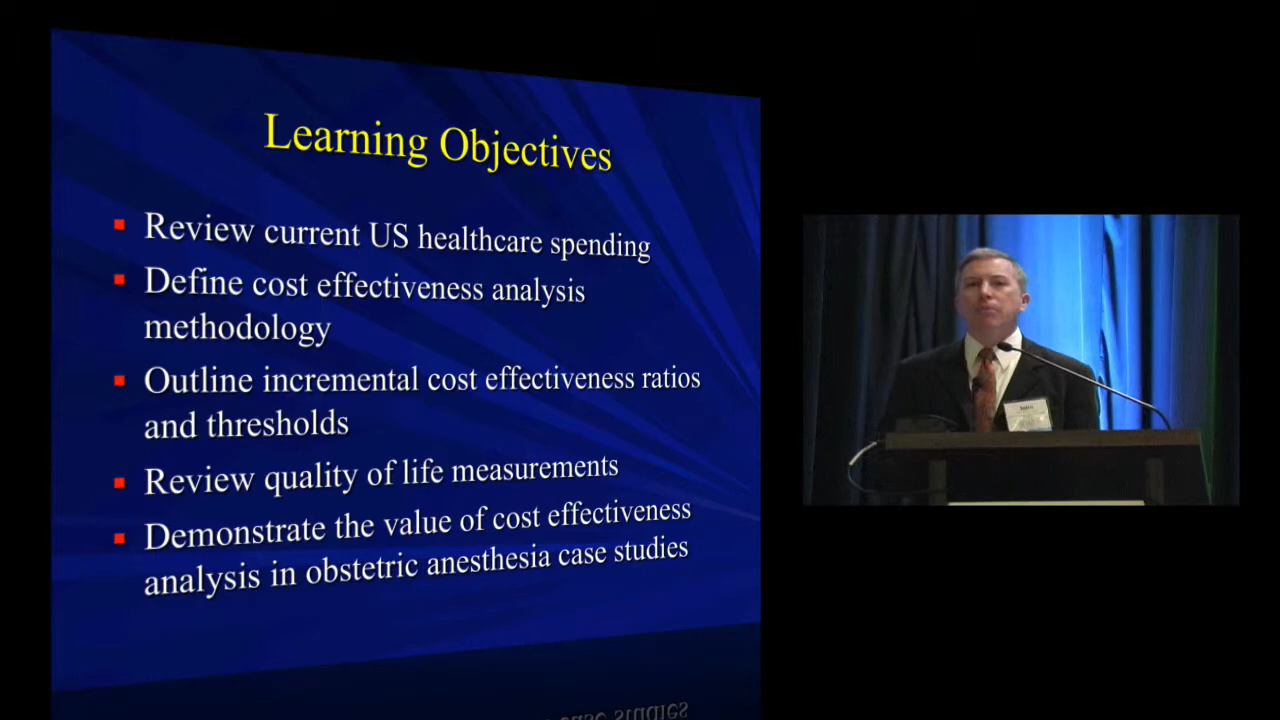 Learning Objectives
Review current US healthcare spending
Define cost effectiveness analysis
methodology
Outline incremental cost effectiveness ratios
and thresholds
Review quality of life measurements
Demonstrate the value of cost effectiveness
analysis in obstetric anesthesia case studies